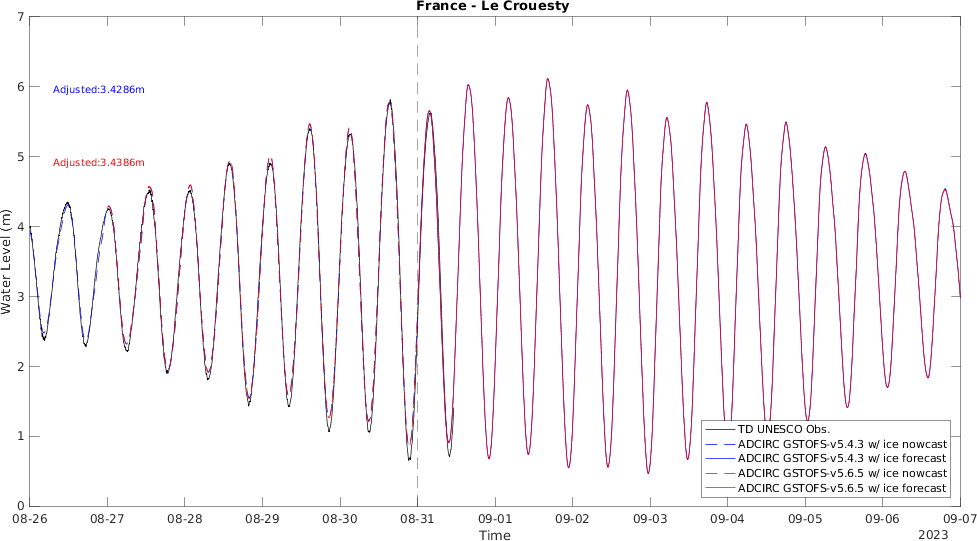 France - Le Crouesty
7
6
5
4
3
2
1
0
Water Level (m)
Adjusted:3.4286m
Adjusted:3.4386m
TD UNESCO Obs.
ADCIRC GSTOFS-v5.4.3 w/ ice nowcast
ADCIRC GSTOFS-v5.4.3 w/ ice forecast
ADCIRC GSTOFS-v5.6.5 w/ ice nowcast
ADCIRC GSTOFS-v5.6.5 w/ ice forecast
08-26 08-27 08-28 08-29 08-30 08-31 09-01 09-02 09-03 09-04 09-05 09-06 09-07
Time
2023